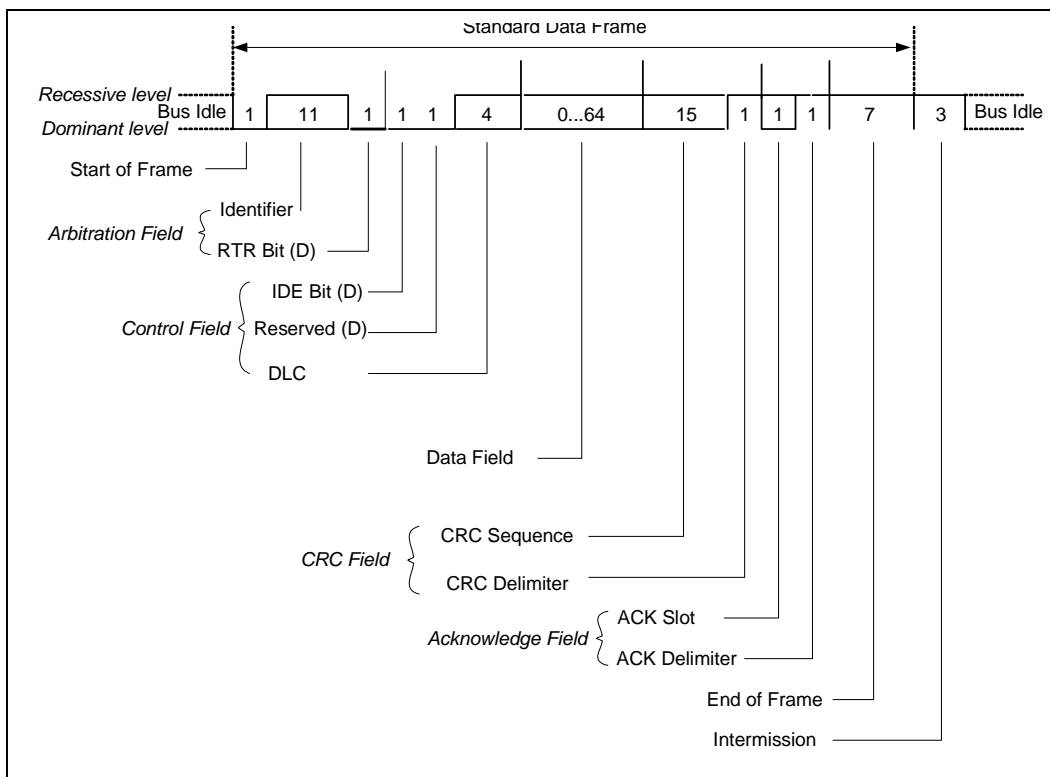 Standard Data Frame
Recessive level
Bus Idle 1 11 1 1 1 4 0...64 15 1 1 1 7 3 Bus Idle
Dominant level
Start of Frame
Identifier
Arbitration Field
RTR Bit (D)
IDE Bit (D)
Control Field Reserved (D)
DLC
Data Field
CRC Sequence
CRC Field
CRC Delimiter
ACK Slot
Acknowledge Field
ACK Delimiter
End of Frame
Intermission